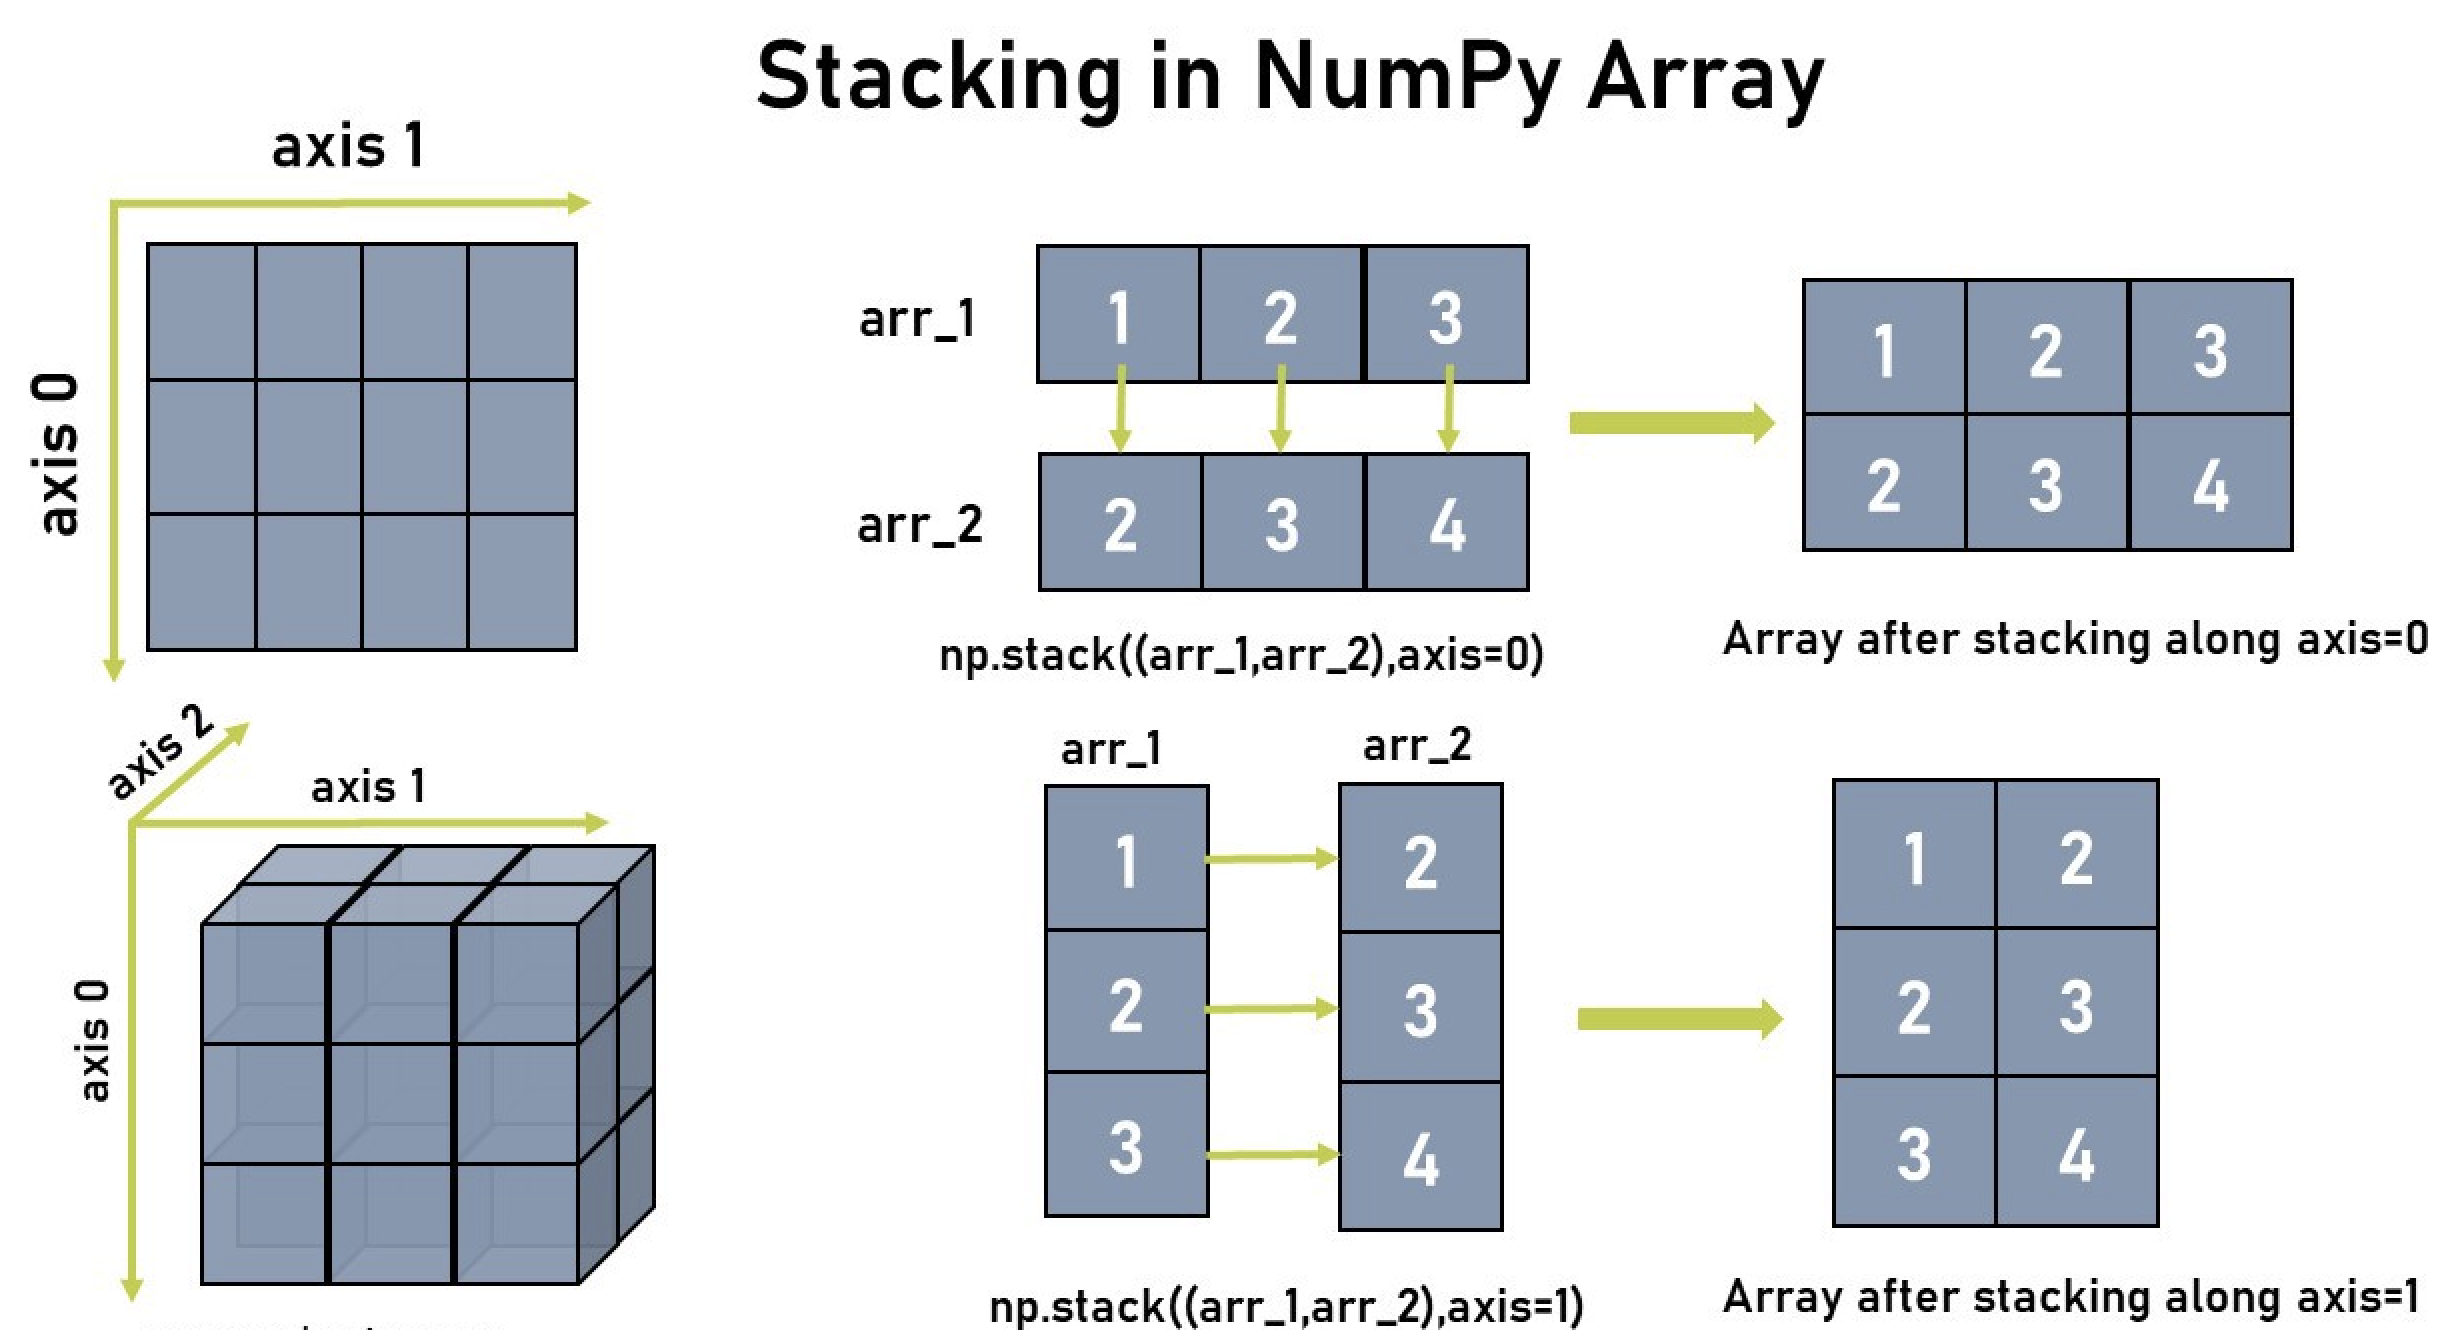 Stacking in NumPy Array
axis 1
axis 0
arr_1
1 2 3
arr_2
2 3 4
np.stack((arr_1,arr_2),axis=0)
1 2 3
2 3 4
Array after stacking along axis=0
axis 2
axis 1
axis 0
arr_1
arr_2
1 2
2 3
3 4
np.stack((arr_1,arr_2),axis=1)
1 2
2 3
3 4
Array after stacking along axis=1